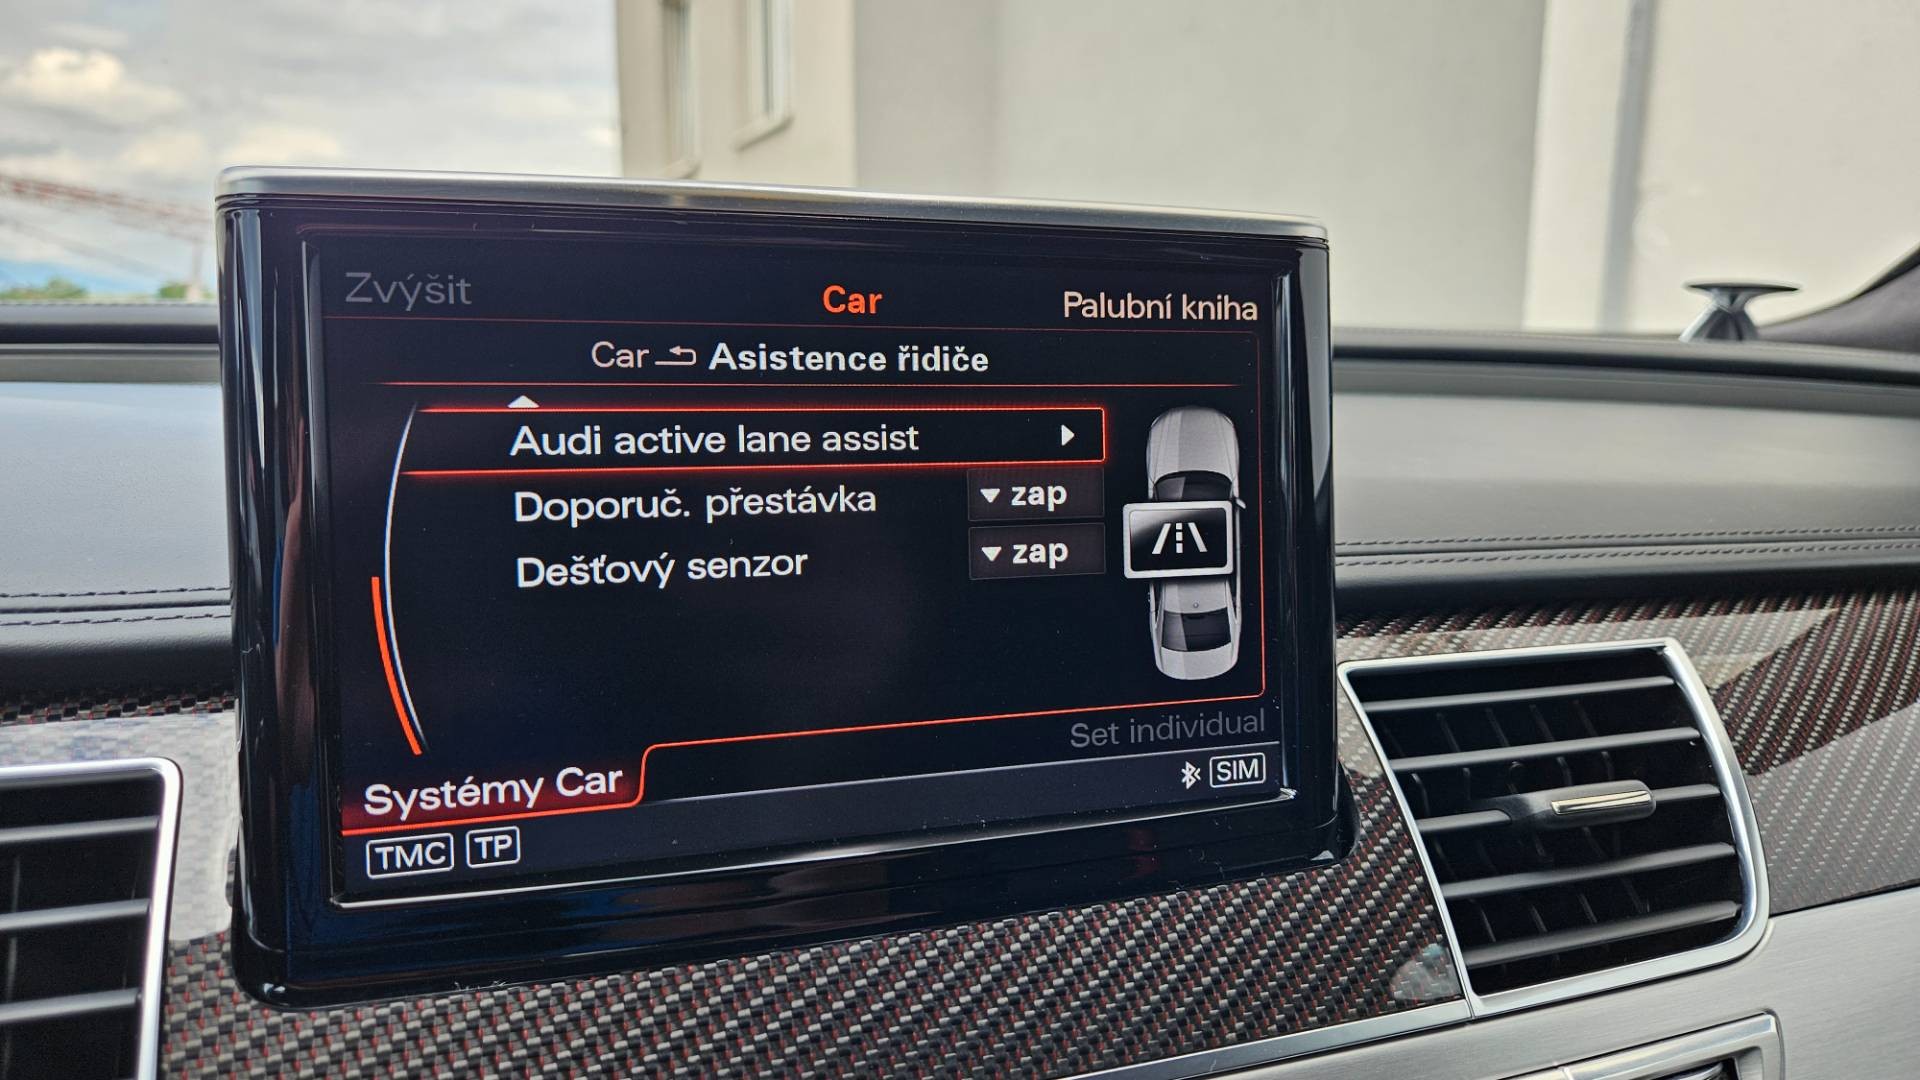 Zvýšit
Car
Palubní kniha
Car Asistence řidiče
Audi active lane assist
Doporuč. přestávka zap
Dešťový senzor zap
Set individual
Systémy Car
SIM
TMC TP